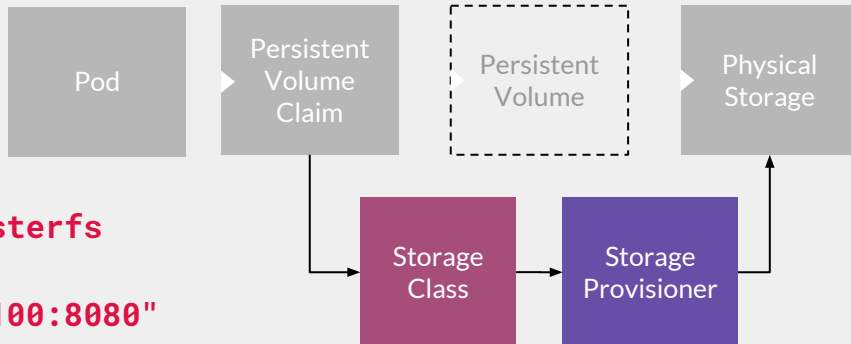 Pod
Persistent
Volume
Claim
Persistent
Volume
Physical
Storage
sterfs
Storage
Class
Storage
Provisioner
100:8080"